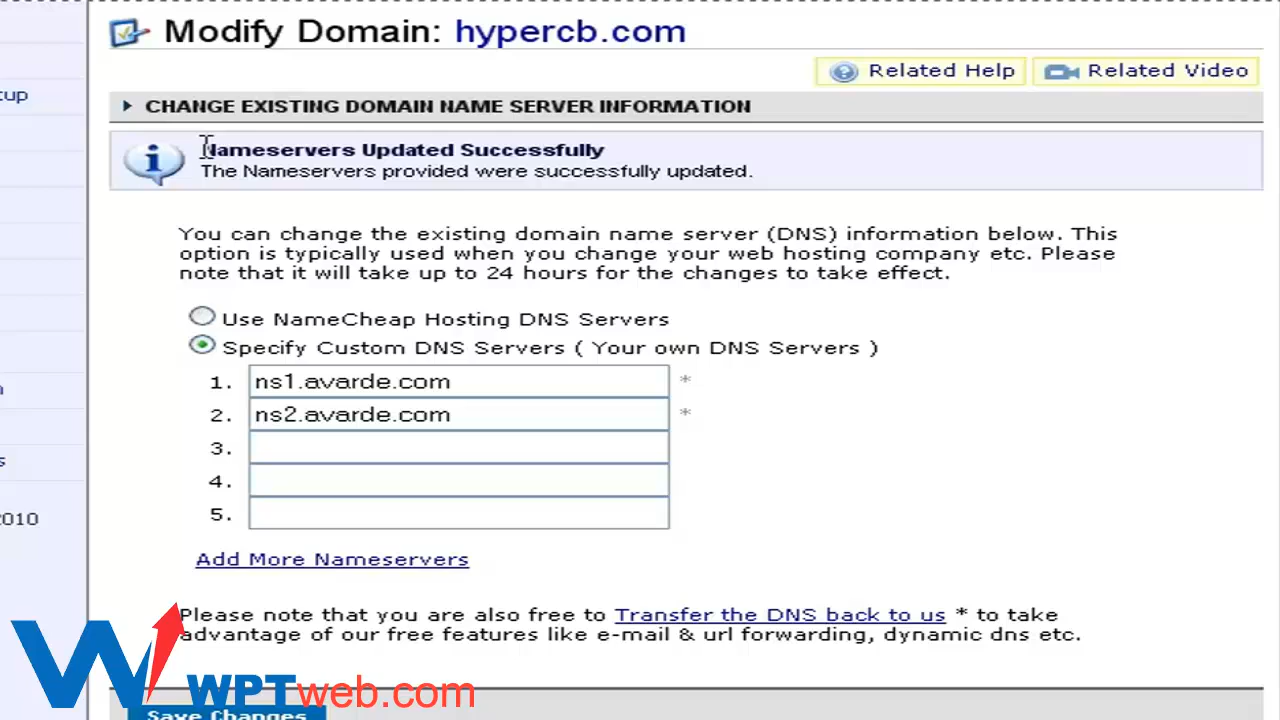 Modify Domain: hypercb.com
Related Help
Related Video
CHANGE EXISTING DOMAIN NAME SERVER INFORMATION
Nameservers Updated Successfully
The Nameservers provided were successfully updated.
You can change the existing domain name server (DNS) information below. This
option is typically used when you change your web hosting company etc. Please
note that it will take up to 24 hours for the changes to take effect.
Use NameCheap Hosting DNS Servers
Specify Custom DNS Servers ( Your own DNS Servers )
1. ns1.avarde.com *
2. ns2.avarde.com *
3.
4.
5.
Add More Nameservers
2010
Please note that you are also free to Transfer the DNS back to us * to take
advantage of our free features like e-mail & url forwarding, dynamic dns etc.
WPTweb.com
Save Changes